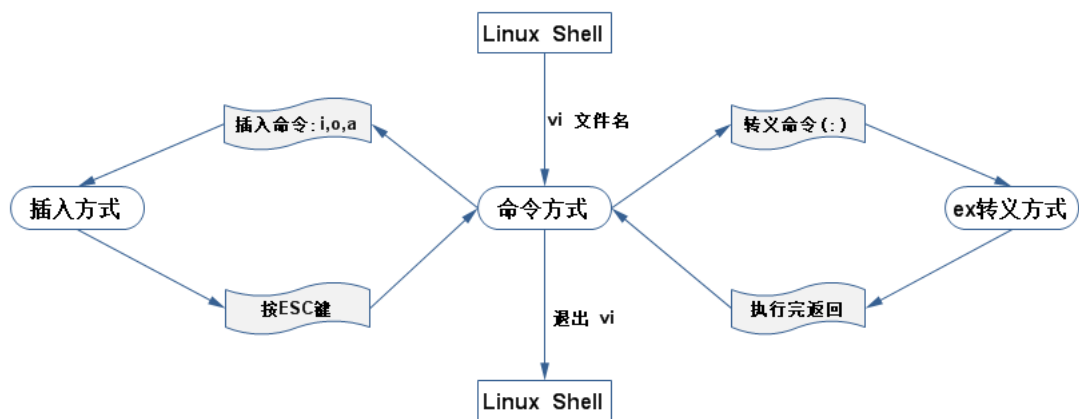 Linux Shell
vi 文件名
插入命令:i,o,a
转义命令(:)
插入方式
命令方式
ex转义方式
按ESC键
执行完返回
退出 vi
Linux Shell